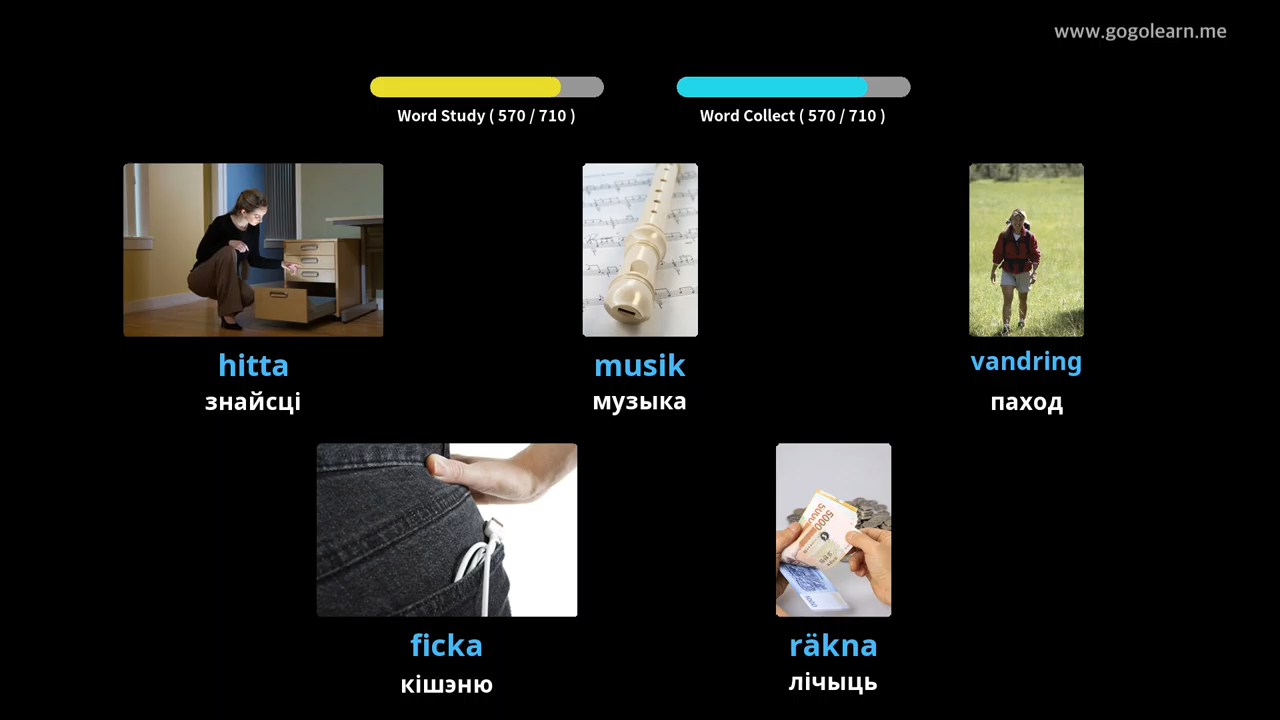 www.gogolearn.me
Word Study ( 570 / 710 )
Word Collect ( 570 / 710 )
hitta
знайсці
musik
музыка
vandring
паход
ficka
кішэню
räkna
лічыць
5000